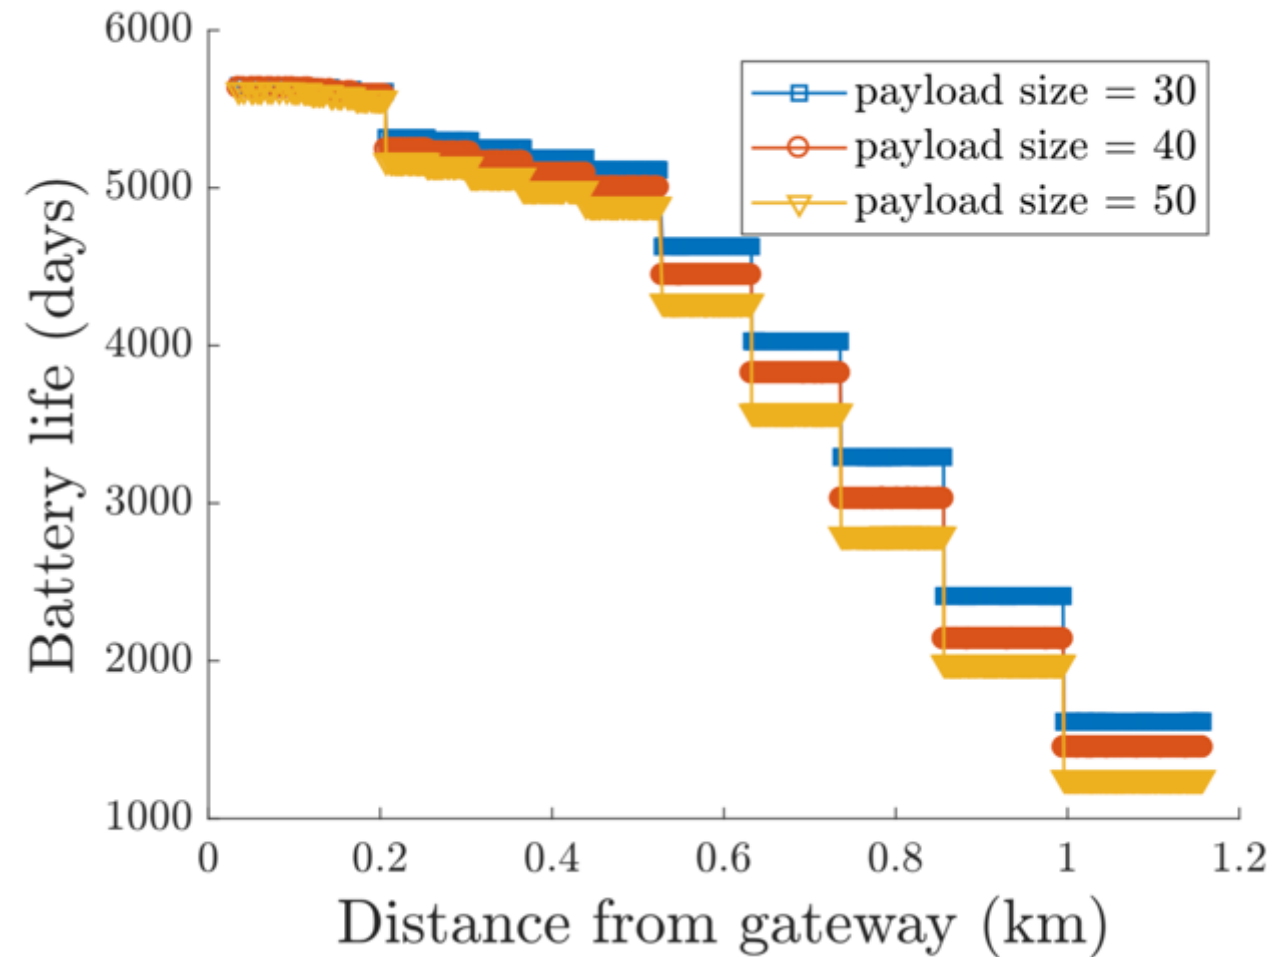 6000
5000
4000
3000
2000
1000
Battery life (days)
payload size = 30
payload size = 40
payload size = 50
0 0.2 0.4 0.6 0.8 1 1.2
Distance from gateway (km)